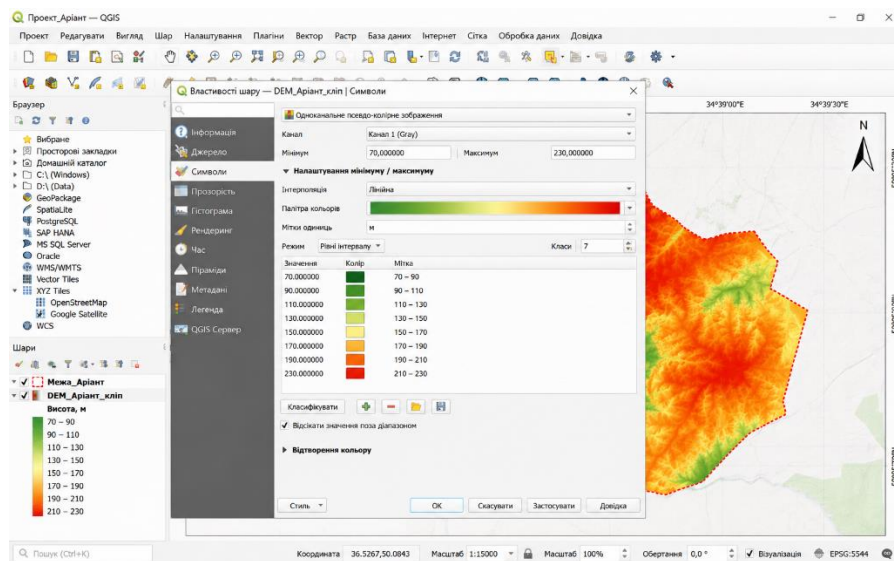 Проект_Аріант — QGIS
Проект Редагувати Вигляд Шар Налаштування Плагіни Вектор Растр База даних Інтернет Сітка Обробка даних Довідка
Браузер
Вибране
Просторові закладки
Домашній каталог
C:\ (Windows)
D:\ (Data)
GeoPackage
SpatiaLite
PostgreSQL
SAP HANA
MS SQL Server
Oracle
WMS/WMTS
Vector Tiles
XYZ Tiles
OpenStreetMap
Google Satellite
WCS
Шари
Межа_Аріант
DEM_Аріант_кліп
Висота, м
70 – 90
90 – 110
110 – 130
130 – 150
150 – 170
170 – 190
190 – 210
210 – 230
Властивості шару — DEM_Аріант_кліп | Символи
Інформація
Джерело
Символи
Прозорість
Гістограма
Рендеринг
Час
Піраміди
Метадані
Легенда
QGIS Сервер
Одноканальне псевдо-колірне зображення
Канал Канал 1 (Gray)
Мінімум 70,000000 Максимум 230,000000
Налаштування мінімуму / максимуму
Інтерполяція Лінійна
Палітра кольорів
Мітки одиниць м
Режим Рівні інтервалу Класи 7
Значення Колір Мітка
70.000000 70 – 90
90.000000 90 – 110
110.000000 110 – 130
130.000000 130 – 150
150.000000 150 – 170
170.000000 170 – 190
190.000000 190 – 210
230.000000 210 – 230
Класифікувати
Відсікати значення поза діапазоном
Відтворення кольору
Стиль ОК Скасувати Застосувати Довідка
34°39'00"E 34°39'30"E
N
Пошук (Ctrl+K) Координата 36.5267,50.0843 Масштаб 1:15000 Масштаб 100% Обертання 0,0 ° Візуалізація EPSG:5544